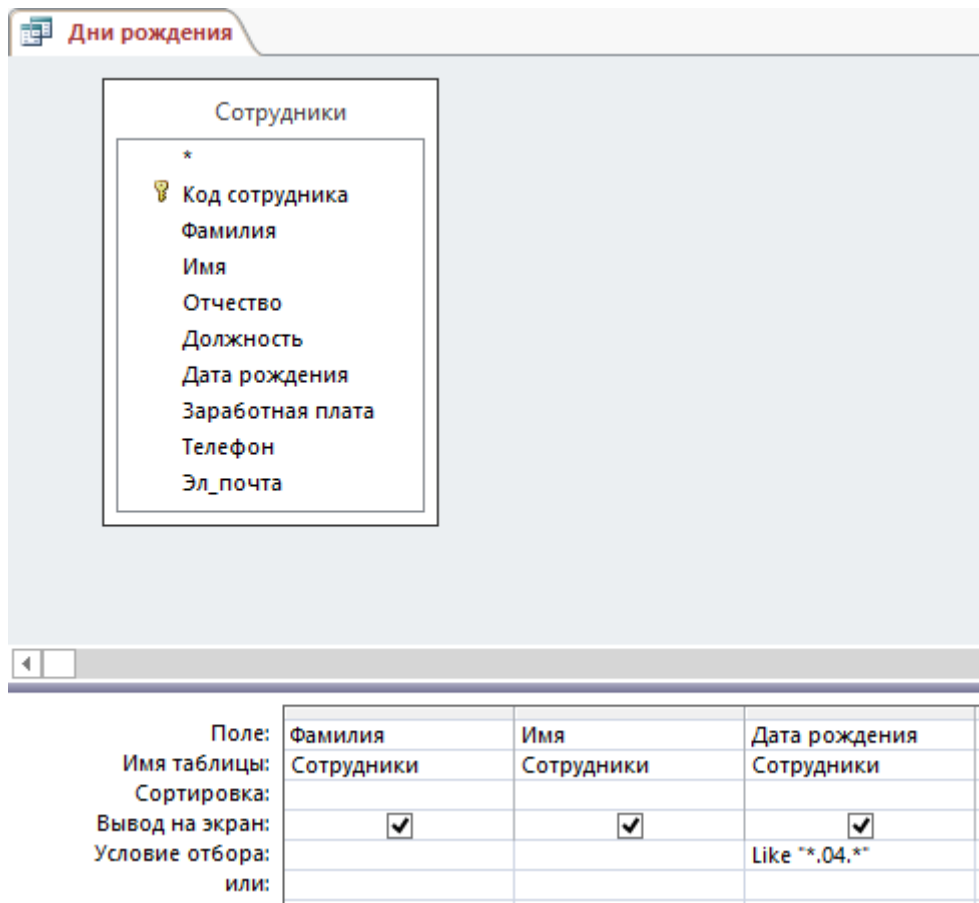 Дни рождения
Сотрудники
*
Код сотрудника
Фамилия
Имя
Отчество
Должность
Дата рождения
Заработная плата
Телефон
Эл_почта
Поле: Фамилия Имя Дата рождения
Имя таблицы: Сотрудники Сотрудники Сотрудники
Сортировка:
Вывод на экран:
Условие отбора: Like "*.04.*"
или: